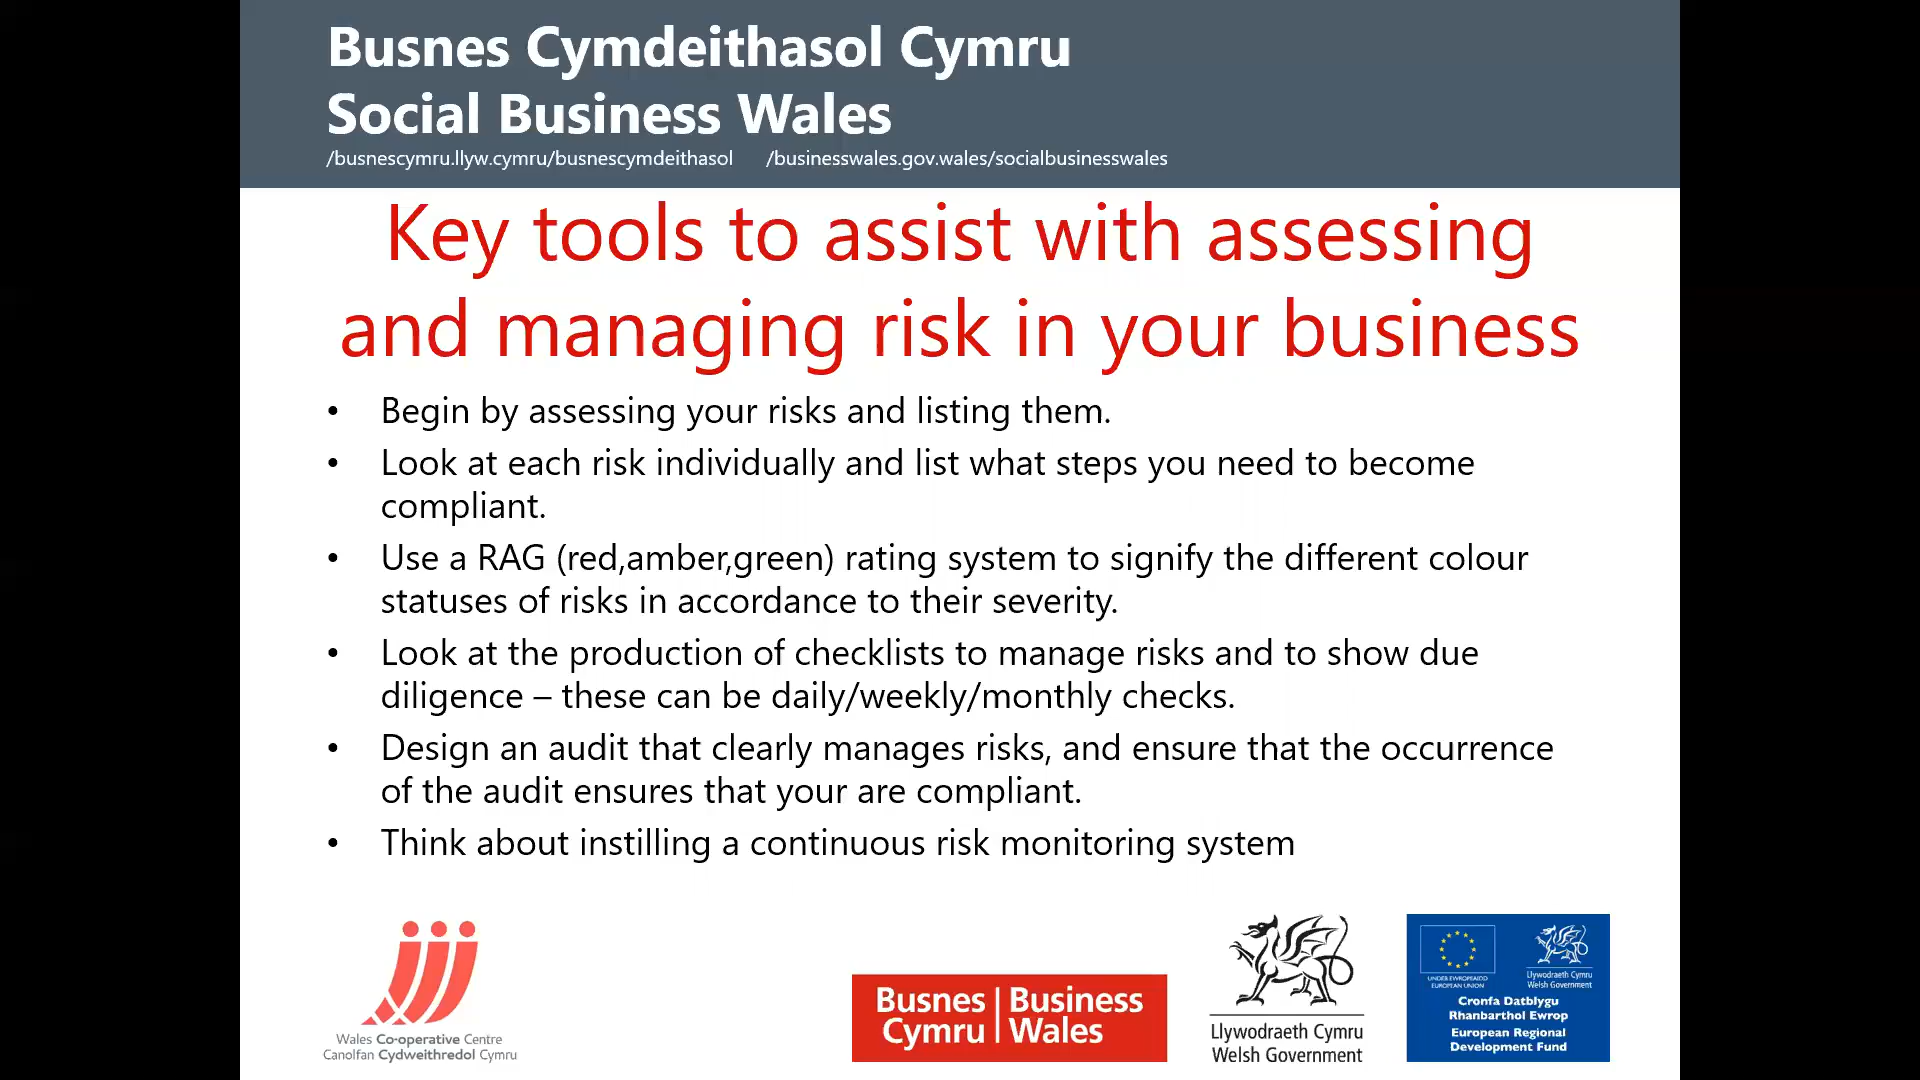 Busnes Cymdeithasol Cymru
Social Business Wales
/busnescymru.llyw.cymru/busnescymdeithasol /businesswales.gov.wales/socialbusinesswales
Key tools to assist with assessing
and managing risk in your business
• Begin by assessing your risks and listing them.
• Look at each risk individually and list what steps you need to become
compliant.
• Use a RAG (red,amber,green) rating system to signify the different colour
statuses of risks in accordance to their severity.
• Look at the production of checklists to manage risks and to show due
diligence – these can be daily/weekly/monthly checks.
• Design an audit that clearly manages risks, and ensure that the occurrence
of the audit ensures that your are compliant.
• Think about instilling a continuous risk monitoring system
Wales Co-operative Centre
Canolfan Cydweithredol Cymru
Busnes | Business
Cymru | Wales
Llywodraeth Cymru
Welsh Government
UNDEB EWROPEAIDD
EUROPEAN UNION
Llywodraeth Cymru
Welsh Government
Cronfa Datblygu
Rhanbarthol Ewrop
European Regional
Development Fund